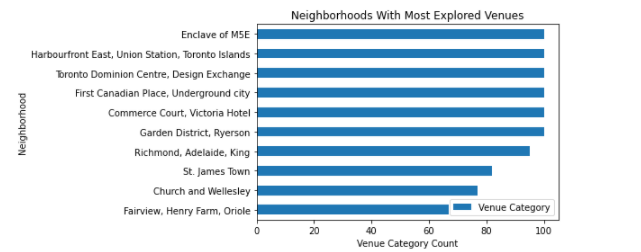 Neighborhoods With Most Explored Venues
Enclave of M5E
Harbourfront East, Union Station, Toronto Islands
Toronto Dominion Centre, Design Exchange
First Canadian Place, Underground city
Commerce Court, Victoria Hotel
Garden District, Ryerson
Richmond, Adelaide, King
St. James Town
Church and Wellesley
Fairview, Henry Farm, Oriole
Neighborhood
Venue Category
0 20 40 60 80 100
Venue Category Count